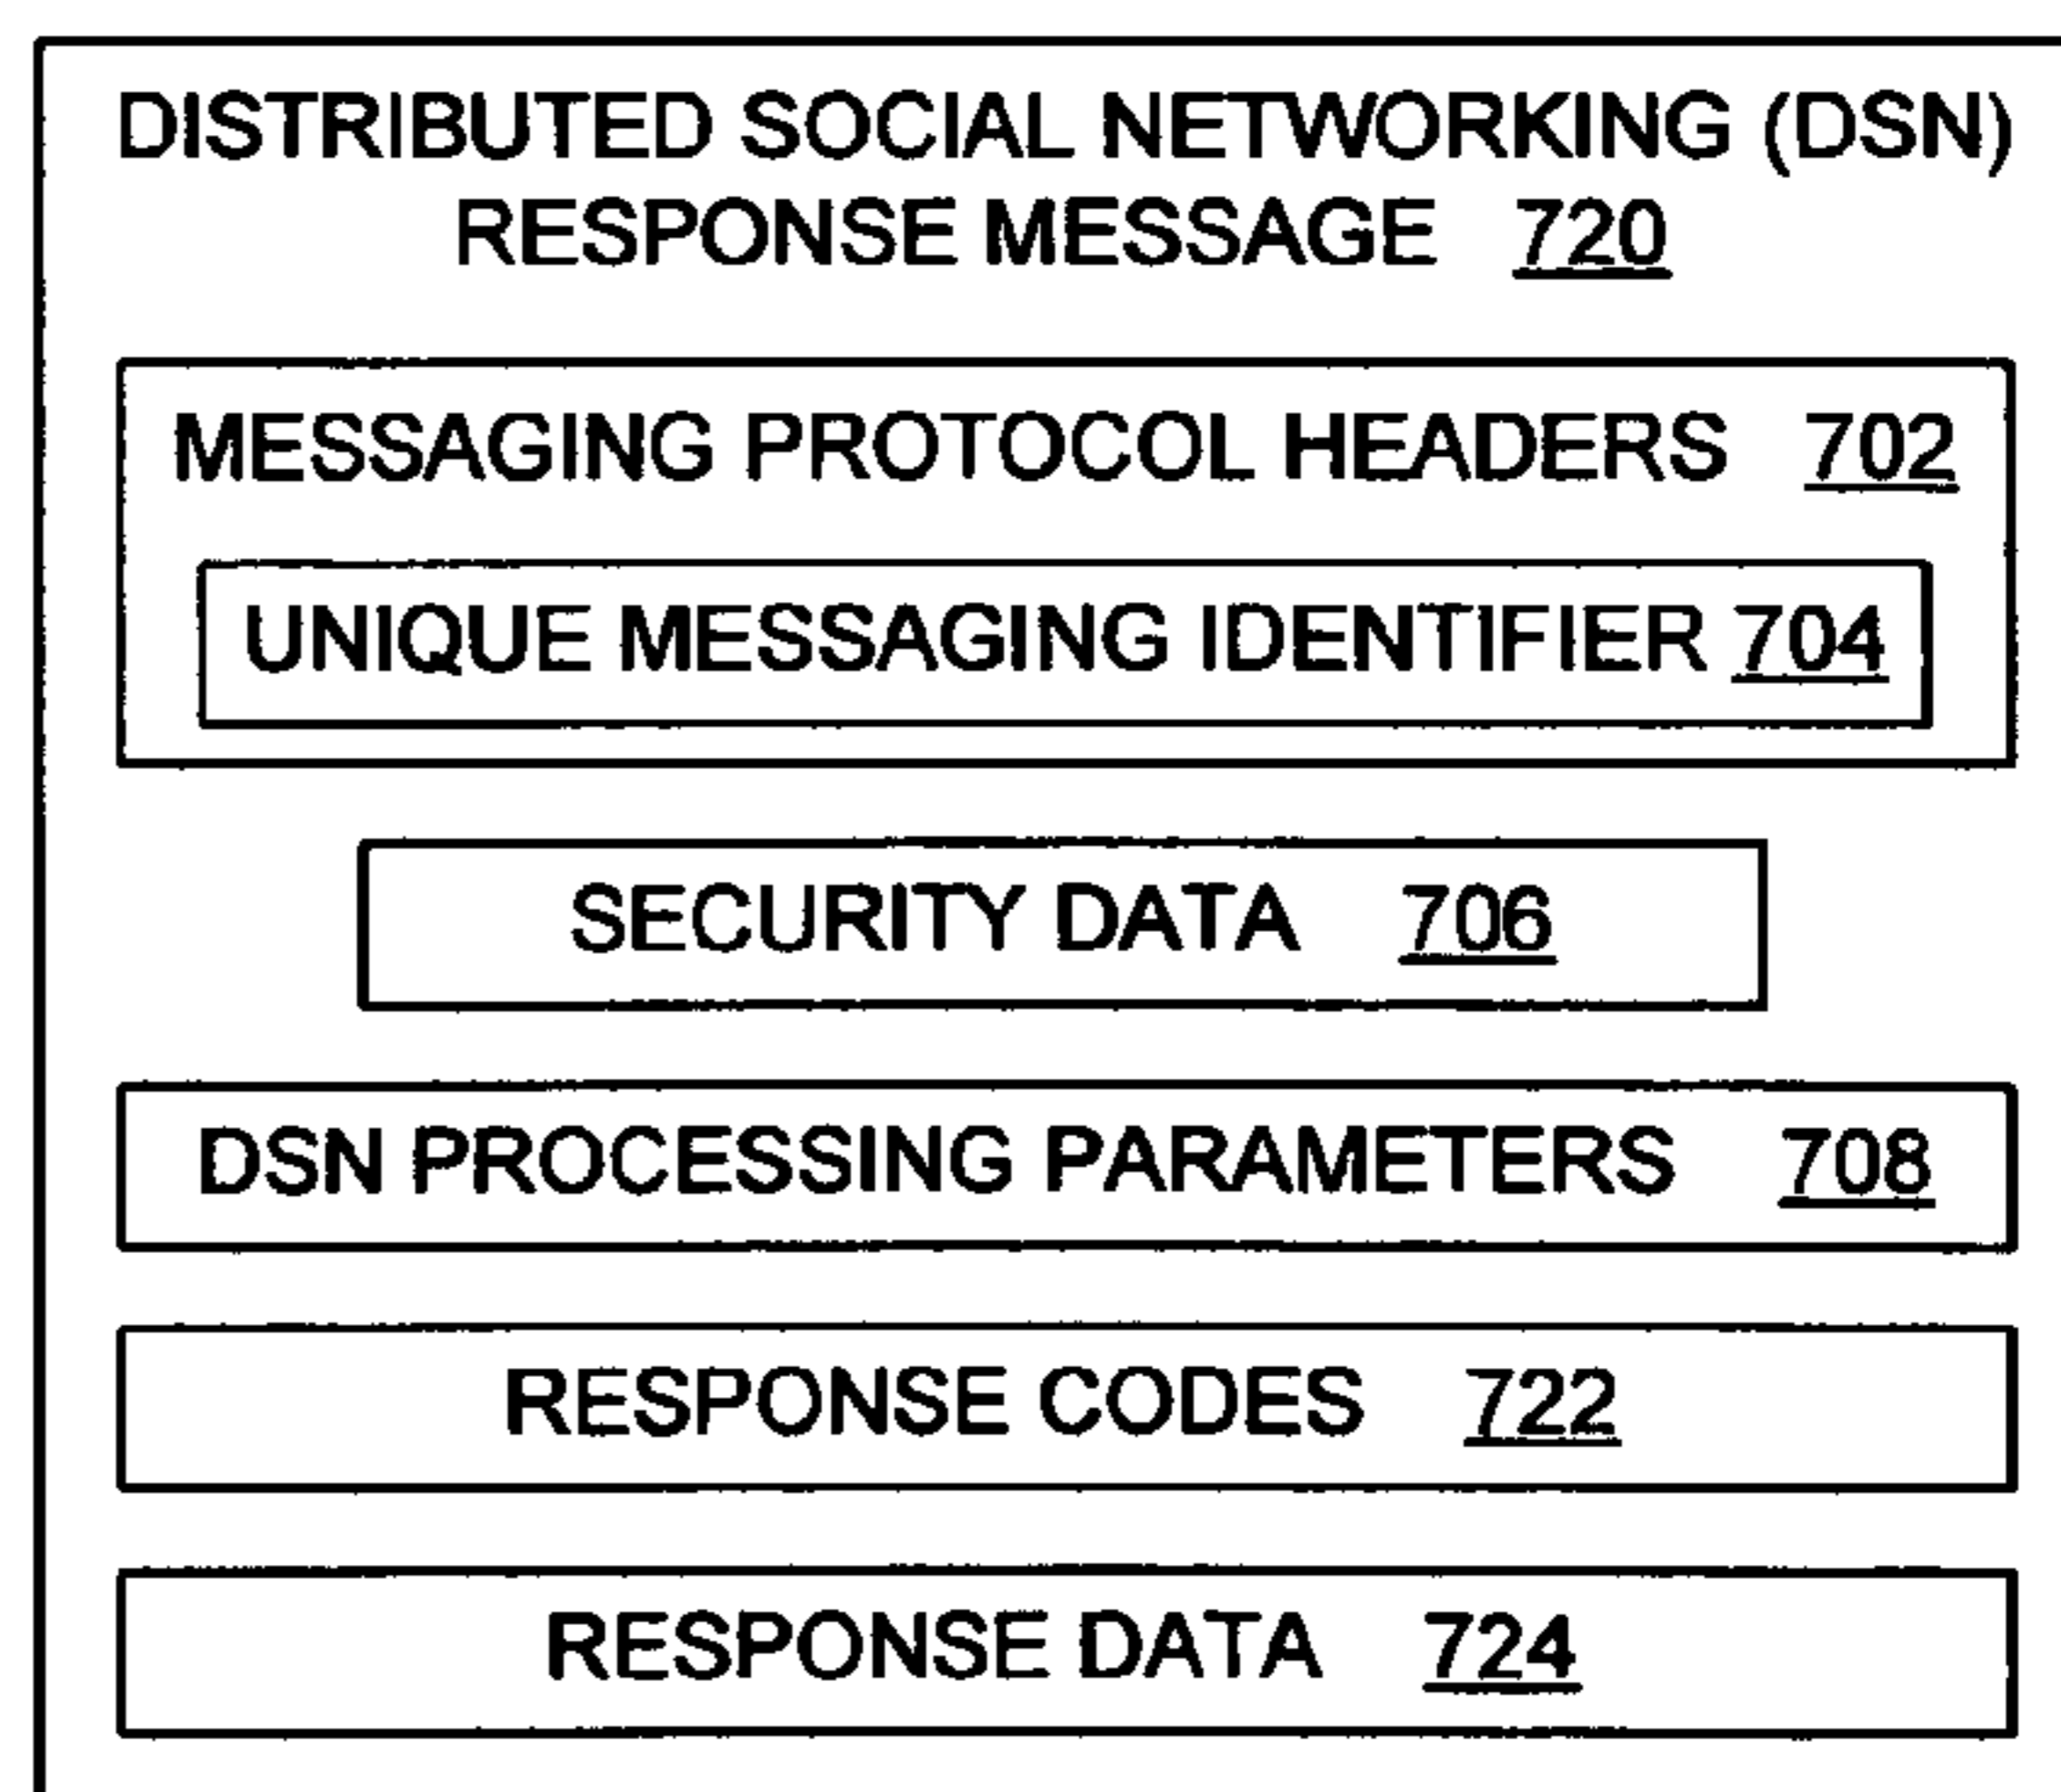 DISTRIBUTED SOCIAL NETWORKING (DSN)
RESPONSE MESSAGE 720
MESSAGING PROTOCOL HEADERS 702
UNIQUE MESSAGING IDENTIFIER 704
SECURITY DATA 706
DSN PROCESSING PARAMETERS 708
RESPONSE CODES 722
RESPONSE DATA 724